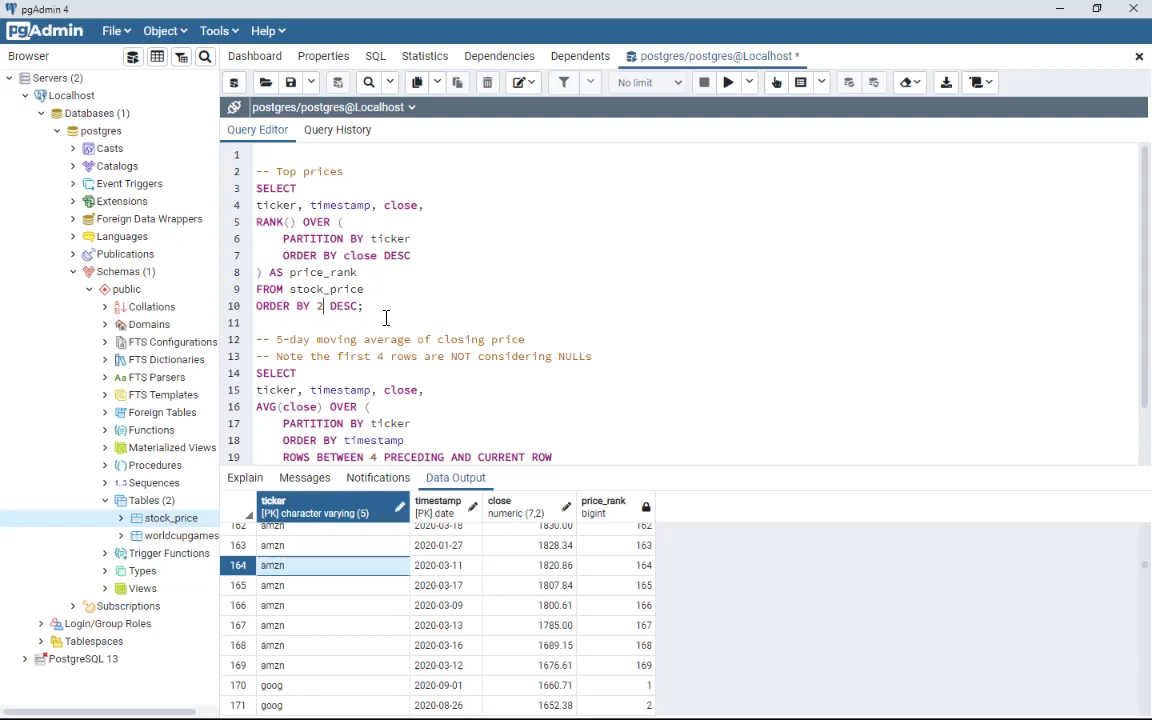 pgAdmin 4
pgAdmin File Object Tools Help
Browser Dashboard Properties SQL Statistics Dependencies Dependents postgres/postgres@Localhost *
Servers (2)
Localhost
Databases (1)
postgres
Casts
Catalogs
Event Triggers
Extensions
Foreign Data Wrappers
Languages
Publications
Schemas (1)
public
Collations
Domains
FTS Configurations
FTS Dictionaries
Aa FTS Parsers
FTS Templates
Foreign Tables
Functions
Materialized Views
Procedures
1..3 Sequences
Tables (2)
stock_price
worldcupgames
Trigger Functions
Types
Views
Subscriptions
Login/Group Roles
Tablespaces
PostgreSQL 13
No limit
postgres/postgres@Localhost
Query Editor Query History
1
2 -- Top prices
3 SELECT
4 ticker, timestamp, close,
5 RANK() OVER (
6 PARTITION BY ticker
7 ORDER BY close DESC
8 ) AS price_rank
9 FROM stock_price
10 ORDER BY 2 DESC;
11
12 -- 5-day moving average of closing price
13 -- Note the first 4 rows are NOT considering NULLs
14 SELECT
15 ticker, timestamp, close,
16 AVG(close) OVER (
17 PARTITION BY ticker
18 ORDER BY timestamp
19 ROWS BETWEEN 4 PRECEDING AND CURRENT ROW
Explain Messages Notifications Data Output
ticker timestamp close price_rank
[PK] character varying (5) [PK] date numeric (7,2) bigint
162 amzn 2020-03-18 1830.00 162
163 amzn 2020-01-27 1828.34 163
164 amzn 2020-03-11 1820.86 164
165 amzn 2020-03-17 1807.84 165
166 amzn 2020-03-09 1800.61 166
167 amzn 2020-03-13 1785.00 167
168 amzn 2020-03-16 1689.15 168
169 amzn 2020-03-12 1676.61 169
170 goog 2020-09-01 1660.71 1
171 goog 2020-08-26 1652.38 2